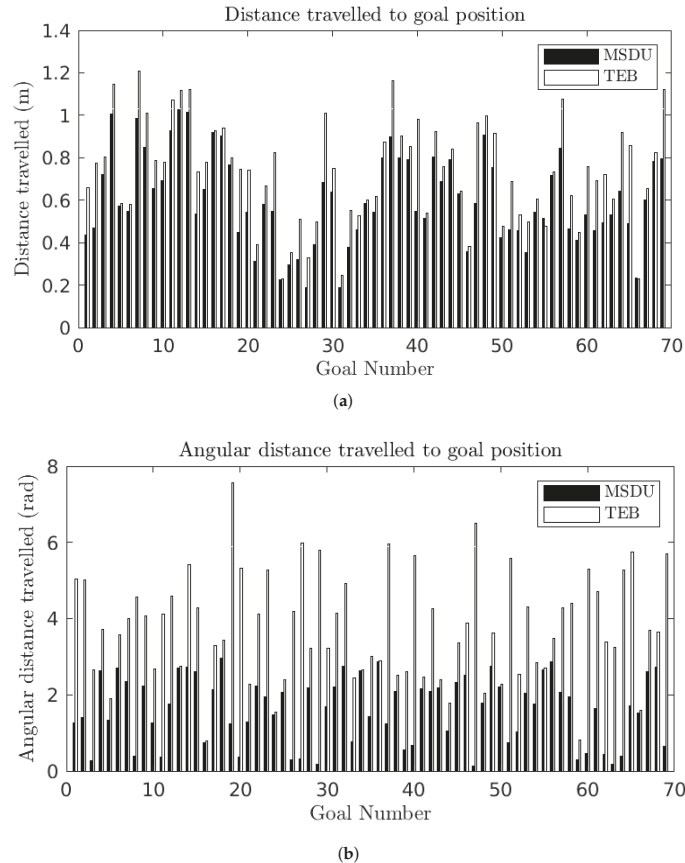 Distance travelled to goal position
1.4
1.2
1
0.8
0.6
0.4
0.2
0
Distance travelled (m)
MSDU
TEB
0 10 20 30 40 50 60 70
Goal Number
(a)
Angular distance travelled to goal position
8
6
4
2
0
Angular distance travelled (rad)
MSDU
TEB
0 10 20 30 40 50 60 70
Goal Number
(b)